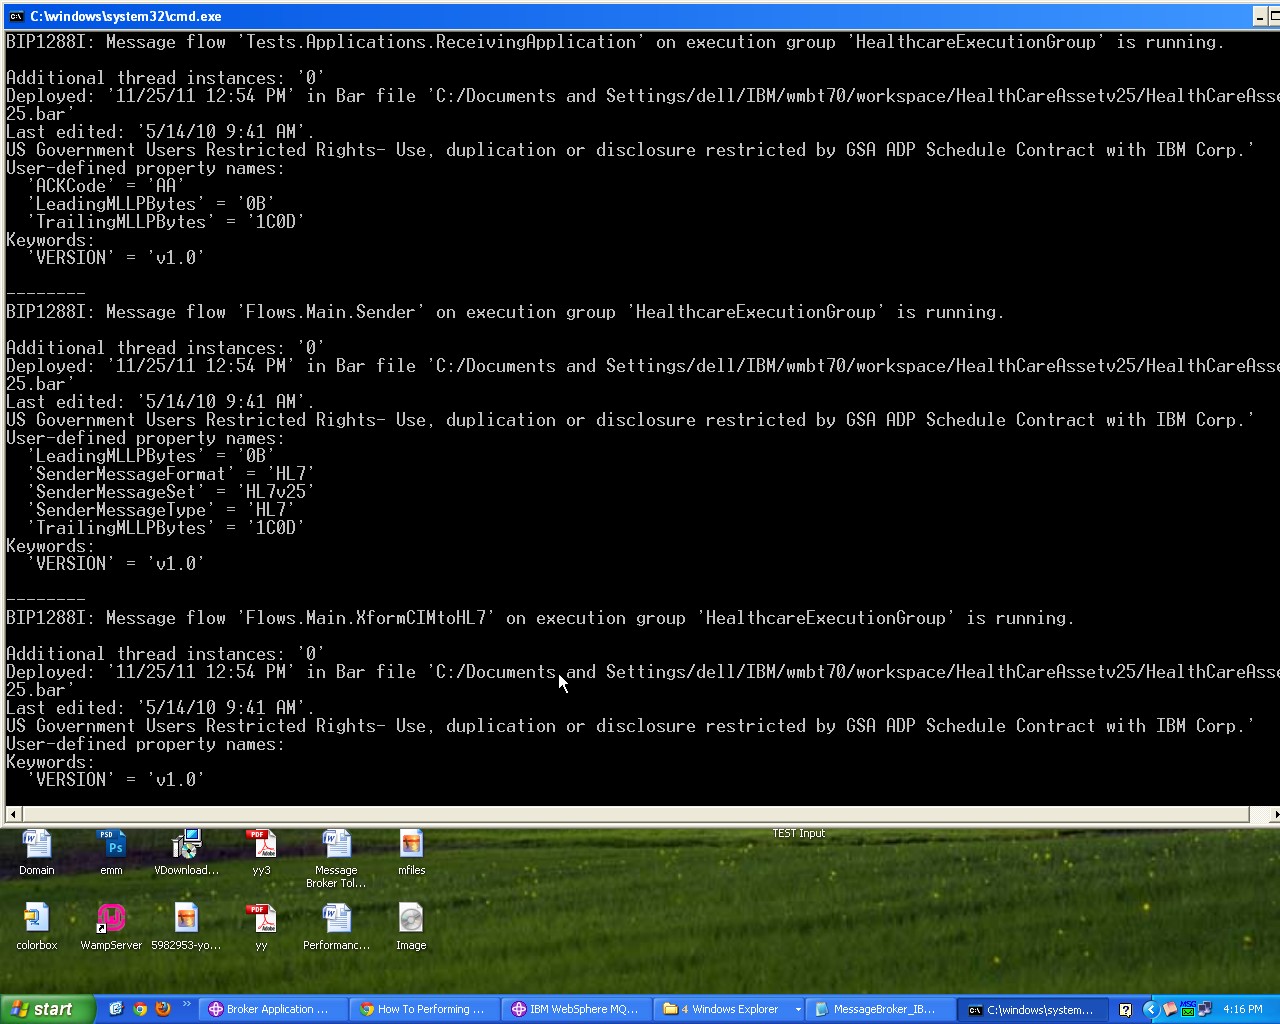 C:\windows\system32\cmd.exe
BIP1288I: Message flow 'Tests.Applications.ReceivingApplication' on execution group 'HealthcareExecutionGroup' is running.
Additional thread instances: '0'
Deployed: '11/25/11 12:54 PM' in Bar file 'C:/Documents and Settings/dell/IBM/wmbt70/workspace/HealthCareAssetv25/HealthCareAsse
25.bar'
Last edited: '5/14/10 9:41 AM'.
US Government Users Restricted Rights- Use, duplication or disclosure restricted by GSA ADP Schedule Contract with IBM Corp.'
User-defined property names:
'ACKCode' = 'AA'
'LeadingMLLPBytes' = '0B'
'TrailingMLLPBytes' = '1C0D'
Keywords:
'VERSION' = 'v1.0'
--------
BIP1288I: Message flow 'Flows.Main.Sender' on execution group 'HealthcareExecutionGroup' is running.
Additional thread instances: '0'
Deployed: '11/25/11 12:54 PM' in Bar file 'C:/Documents and Settings/dell/IBM/wmbt70/workspace/HealthCareAssetv25/HealthCareAsse
25.bar'
Last edited: '5/14/10 9:41 AM'.
US Government Users Restricted Rights- Use, duplication or disclosure restricted by GSA ADP Schedule Contract with IBM Corp.'
User-defined property names:
'LeadingMLLPBytes' = '0B'
'SenderMessageFormat' = 'HL7'
'SenderMessageSet' = 'HL7v25'
'SenderMessageType' = 'HL7'
'TrailingMLLPBytes' = '1C0D'
Keywords:
'VERSION' = 'v1.0'
--------
BIP1288I: Message flow 'Flows.Main.XformCIMtoHL7' on execution group 'HealthcareExecutionGroup' is running.
Additional thread instances: '0'
Deployed: '11/25/11 12:54 PM' in Bar file 'C:/Documents and Settings/dell/IBM/wmbt70/workspace/HealthCareAssetv25/HealthCareAsse
25.bar'
Last edited: '5/14/10 9:41 AM'.
US Government Users Restricted Rights- Use, duplication or disclosure restricted by GSA ADP Schedule Contract with IBM Corp.'
User-defined property names:
Keywords:
'VERSION' = 'v1.0'
TEST Input
Domain emm VDownload... yy3 Message Broker Tol... mfiles
colorbox WampServer 5982953-yo... yy Performanc... Image
start Broker Application ... How To Performing ... IBM WebSphere MQ... 4 Windows Explorer MessageBroker_IB... C:\windows\system... 4:16 PM